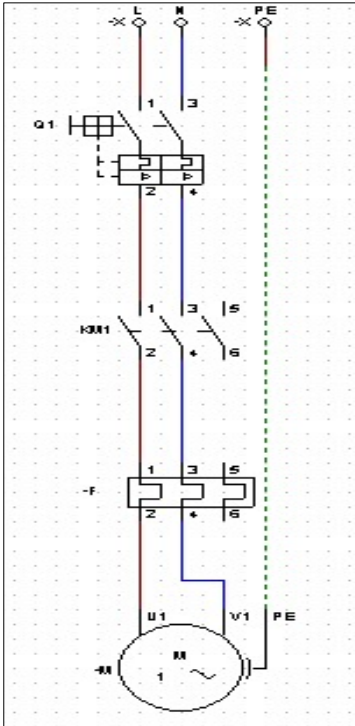 L N PE
-X -X
1 3
Q1
2 4
1 3 5
KM1
2 4 6
1 3 5
-F
2 4 6
U1 V1 PE
M
-M
1